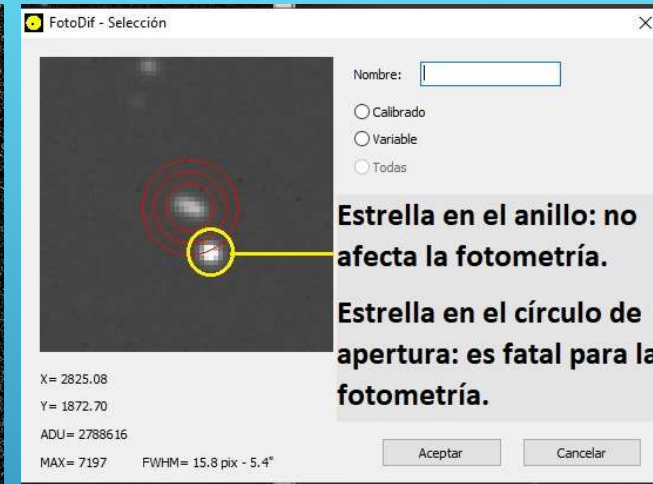 FotoDif - Selección
Nombre:
Calibrado
Variable
Todas
Estrella en el anillo: no
afecta la fotometría.
Estrella en el círculo de
apertura: es fatal para la
fotometría.
X= 2825.08
Y= 1872.70
ADU= 2788616
MAX= 7197 FWHM= 15.8 pix - 5.4"
Aceptar Cancelar